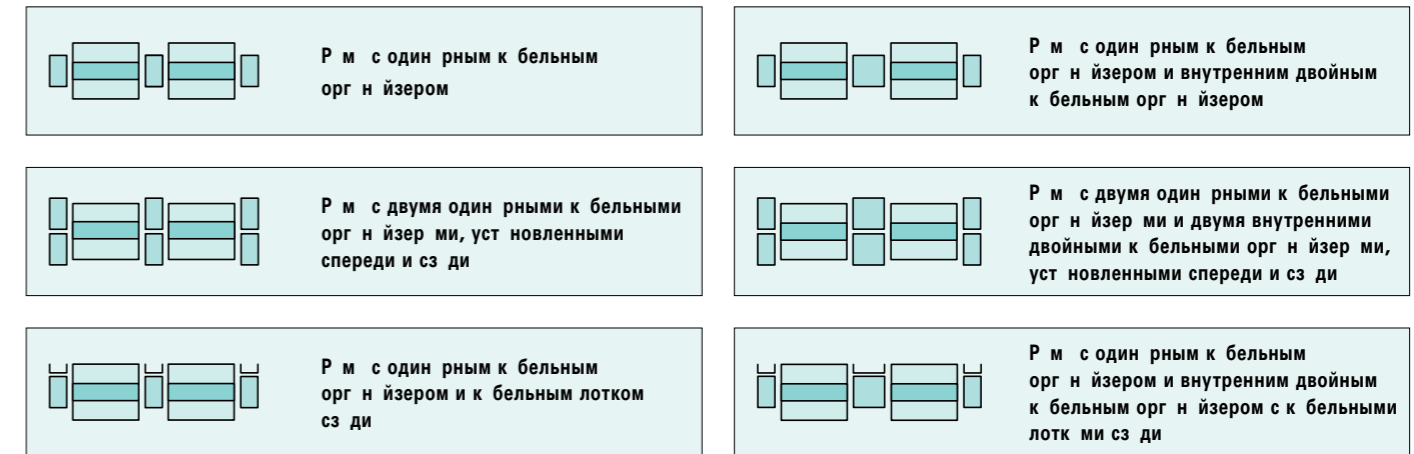 Р м с один рным к бельным
орг н йзером
Р м с один рным к бельным
орг н йзером и внутренним двойным
к бельным орг н йзером
Р м с двумя один рными к бельными
орг н йзер ми, уст новленными
спереди и сз ди
Р м с двумя один рными к бельными
орг н йзер ми и двумя внутренними
двойными к бельными орг н йзер ми,
уст новленными спереди и сз ди
Р м с один рным к бельным
орг н йзером и к бельным лотком
сз ди
Р м с один рным к бельным
орг н йзером и внутренним двойным
к бельным орг н йзером с к бельными
лотк ми сз ди